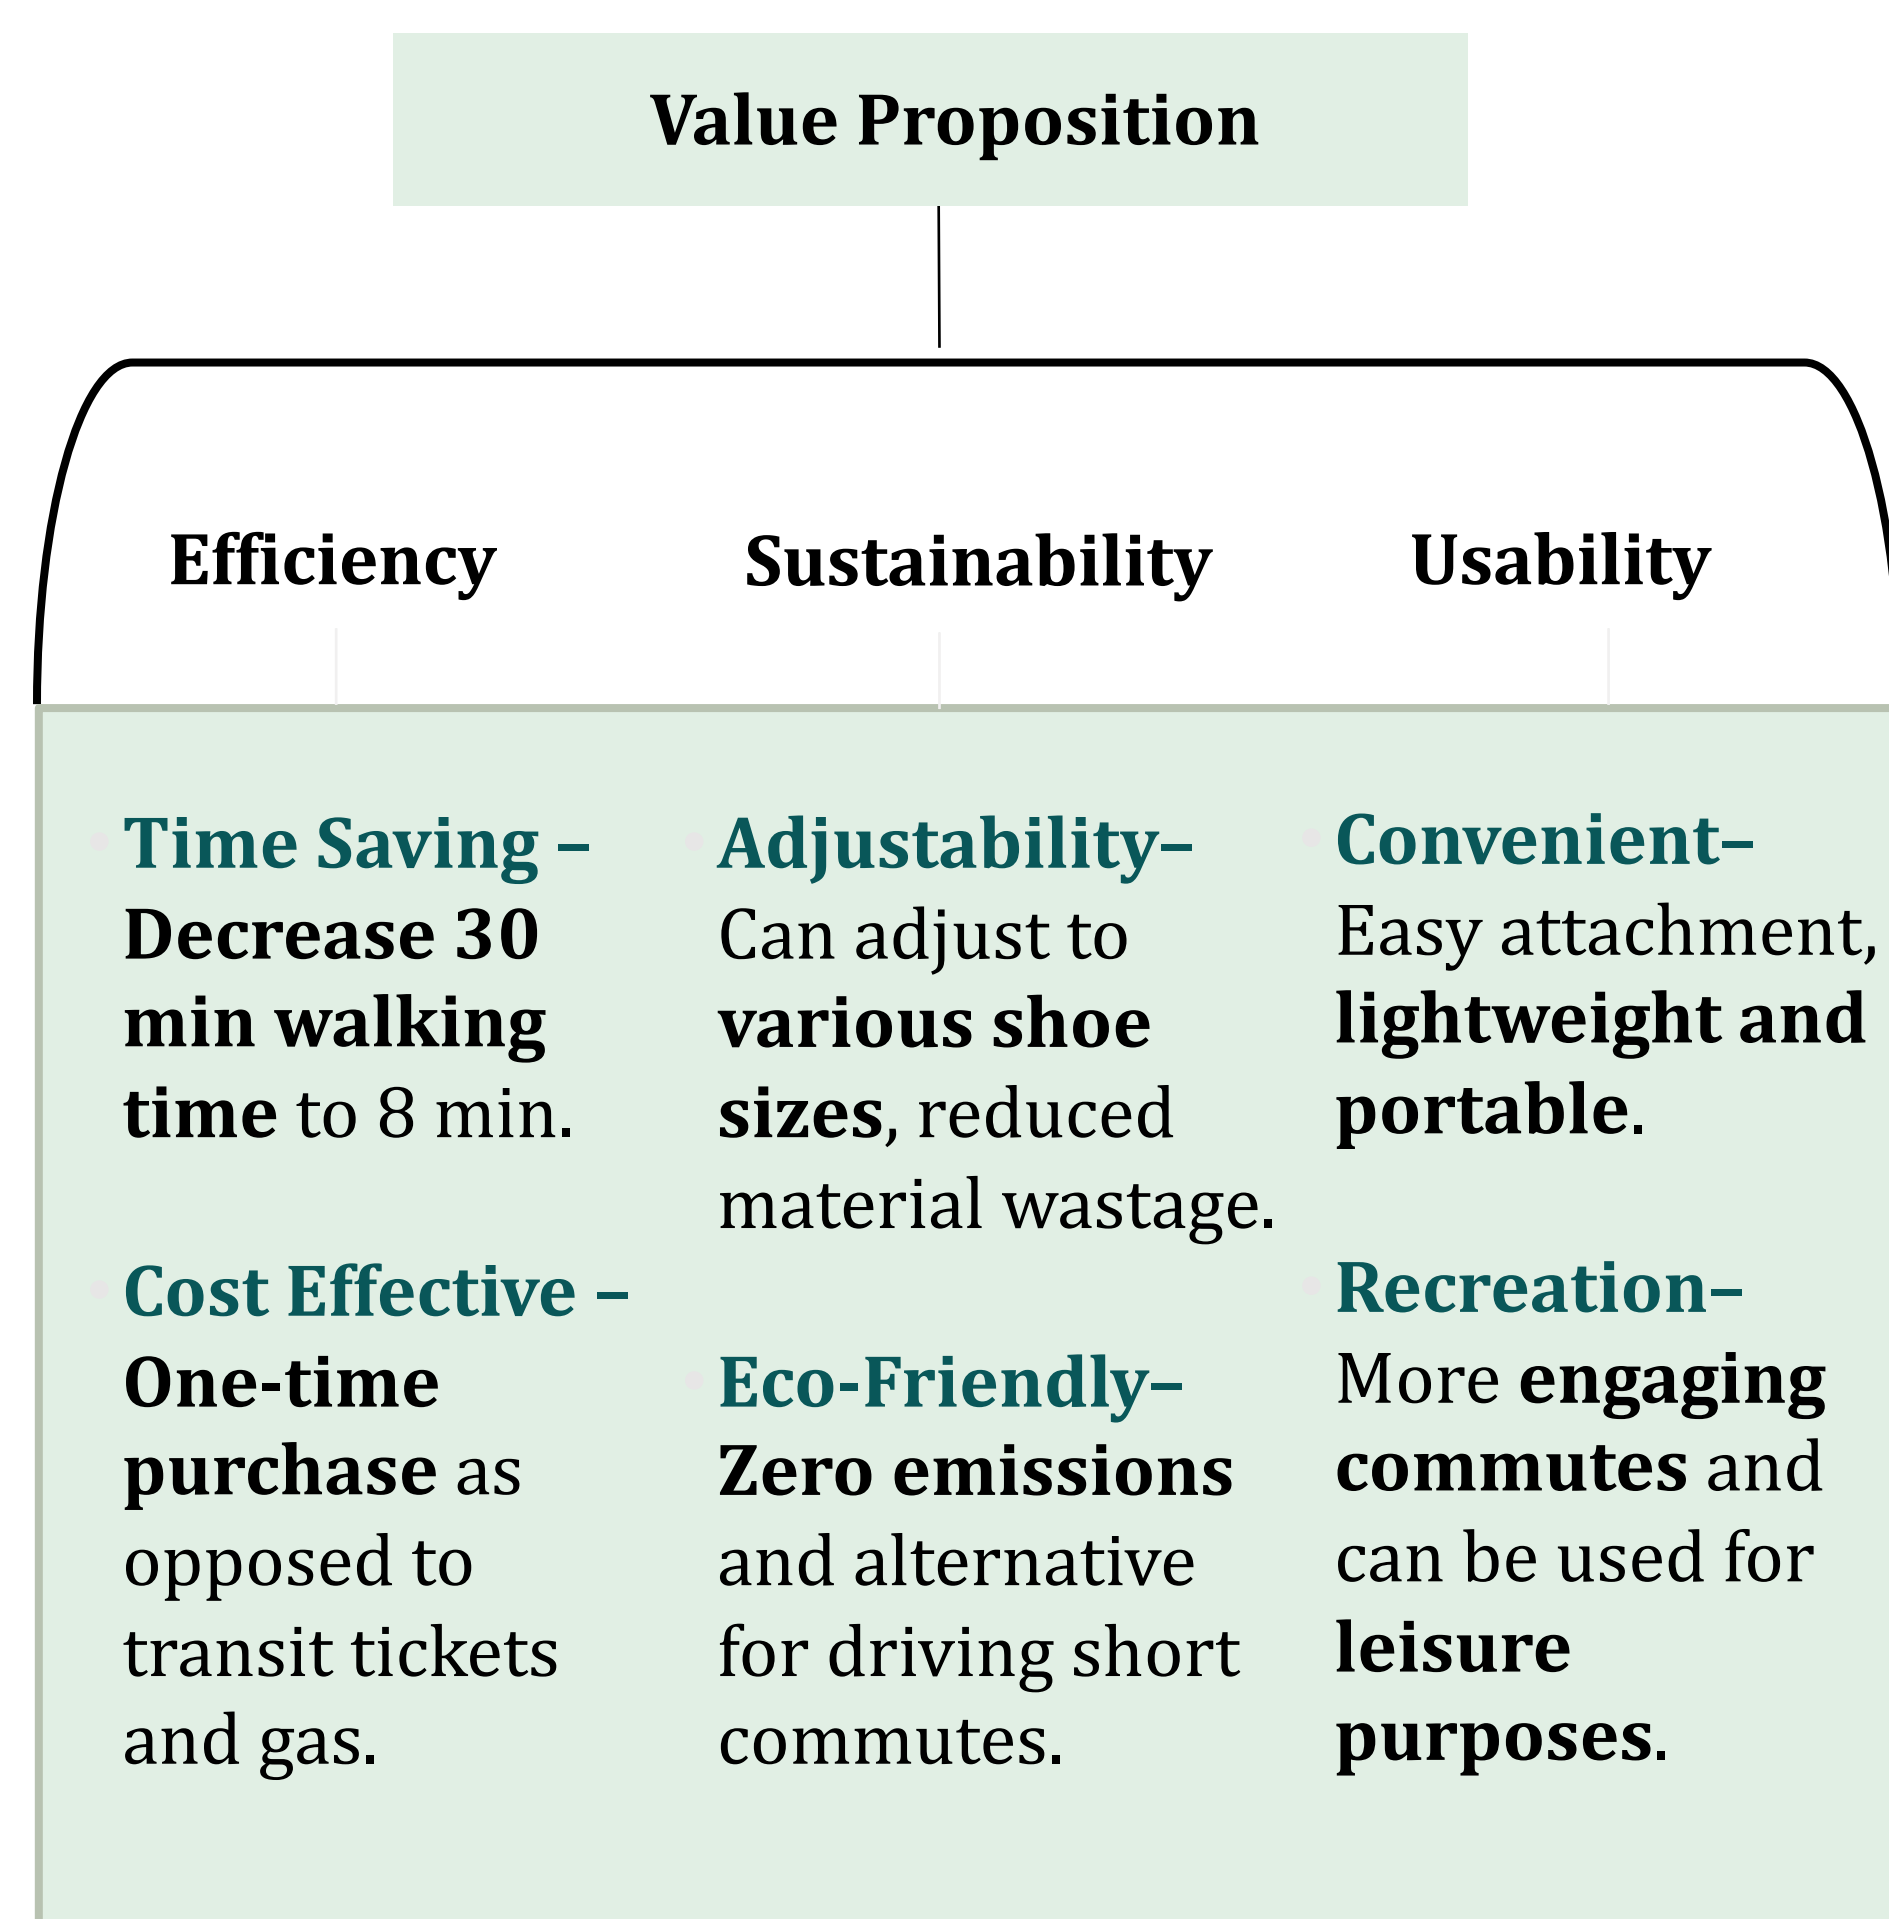 Value Proposition
Efficiency
Sustainability
Usability
• Time Saving –
Decrease 30
min walking
time to 8 min.
• Cost Effective –
One-time
purchase as
opposed to
transit tickets
and gas.
• Adjustability–
Can adjust to
various shoe
sizes, reduced
material wastage.
• Eco-Friendly–
Zero emissions
and alternative
for driving short
commutes.
• Convenient–
Easy attachment,
lightweight and
portable.
• Recreation–
More engaging
commutes and
can be used for
leisure
purposes.